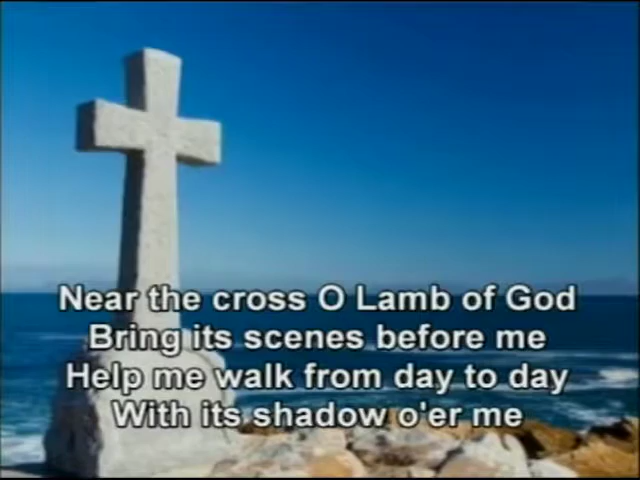 Near the cross O Lamb of God
Bring its scenes before me
Help me walk from day to day
With its shadow o'er me